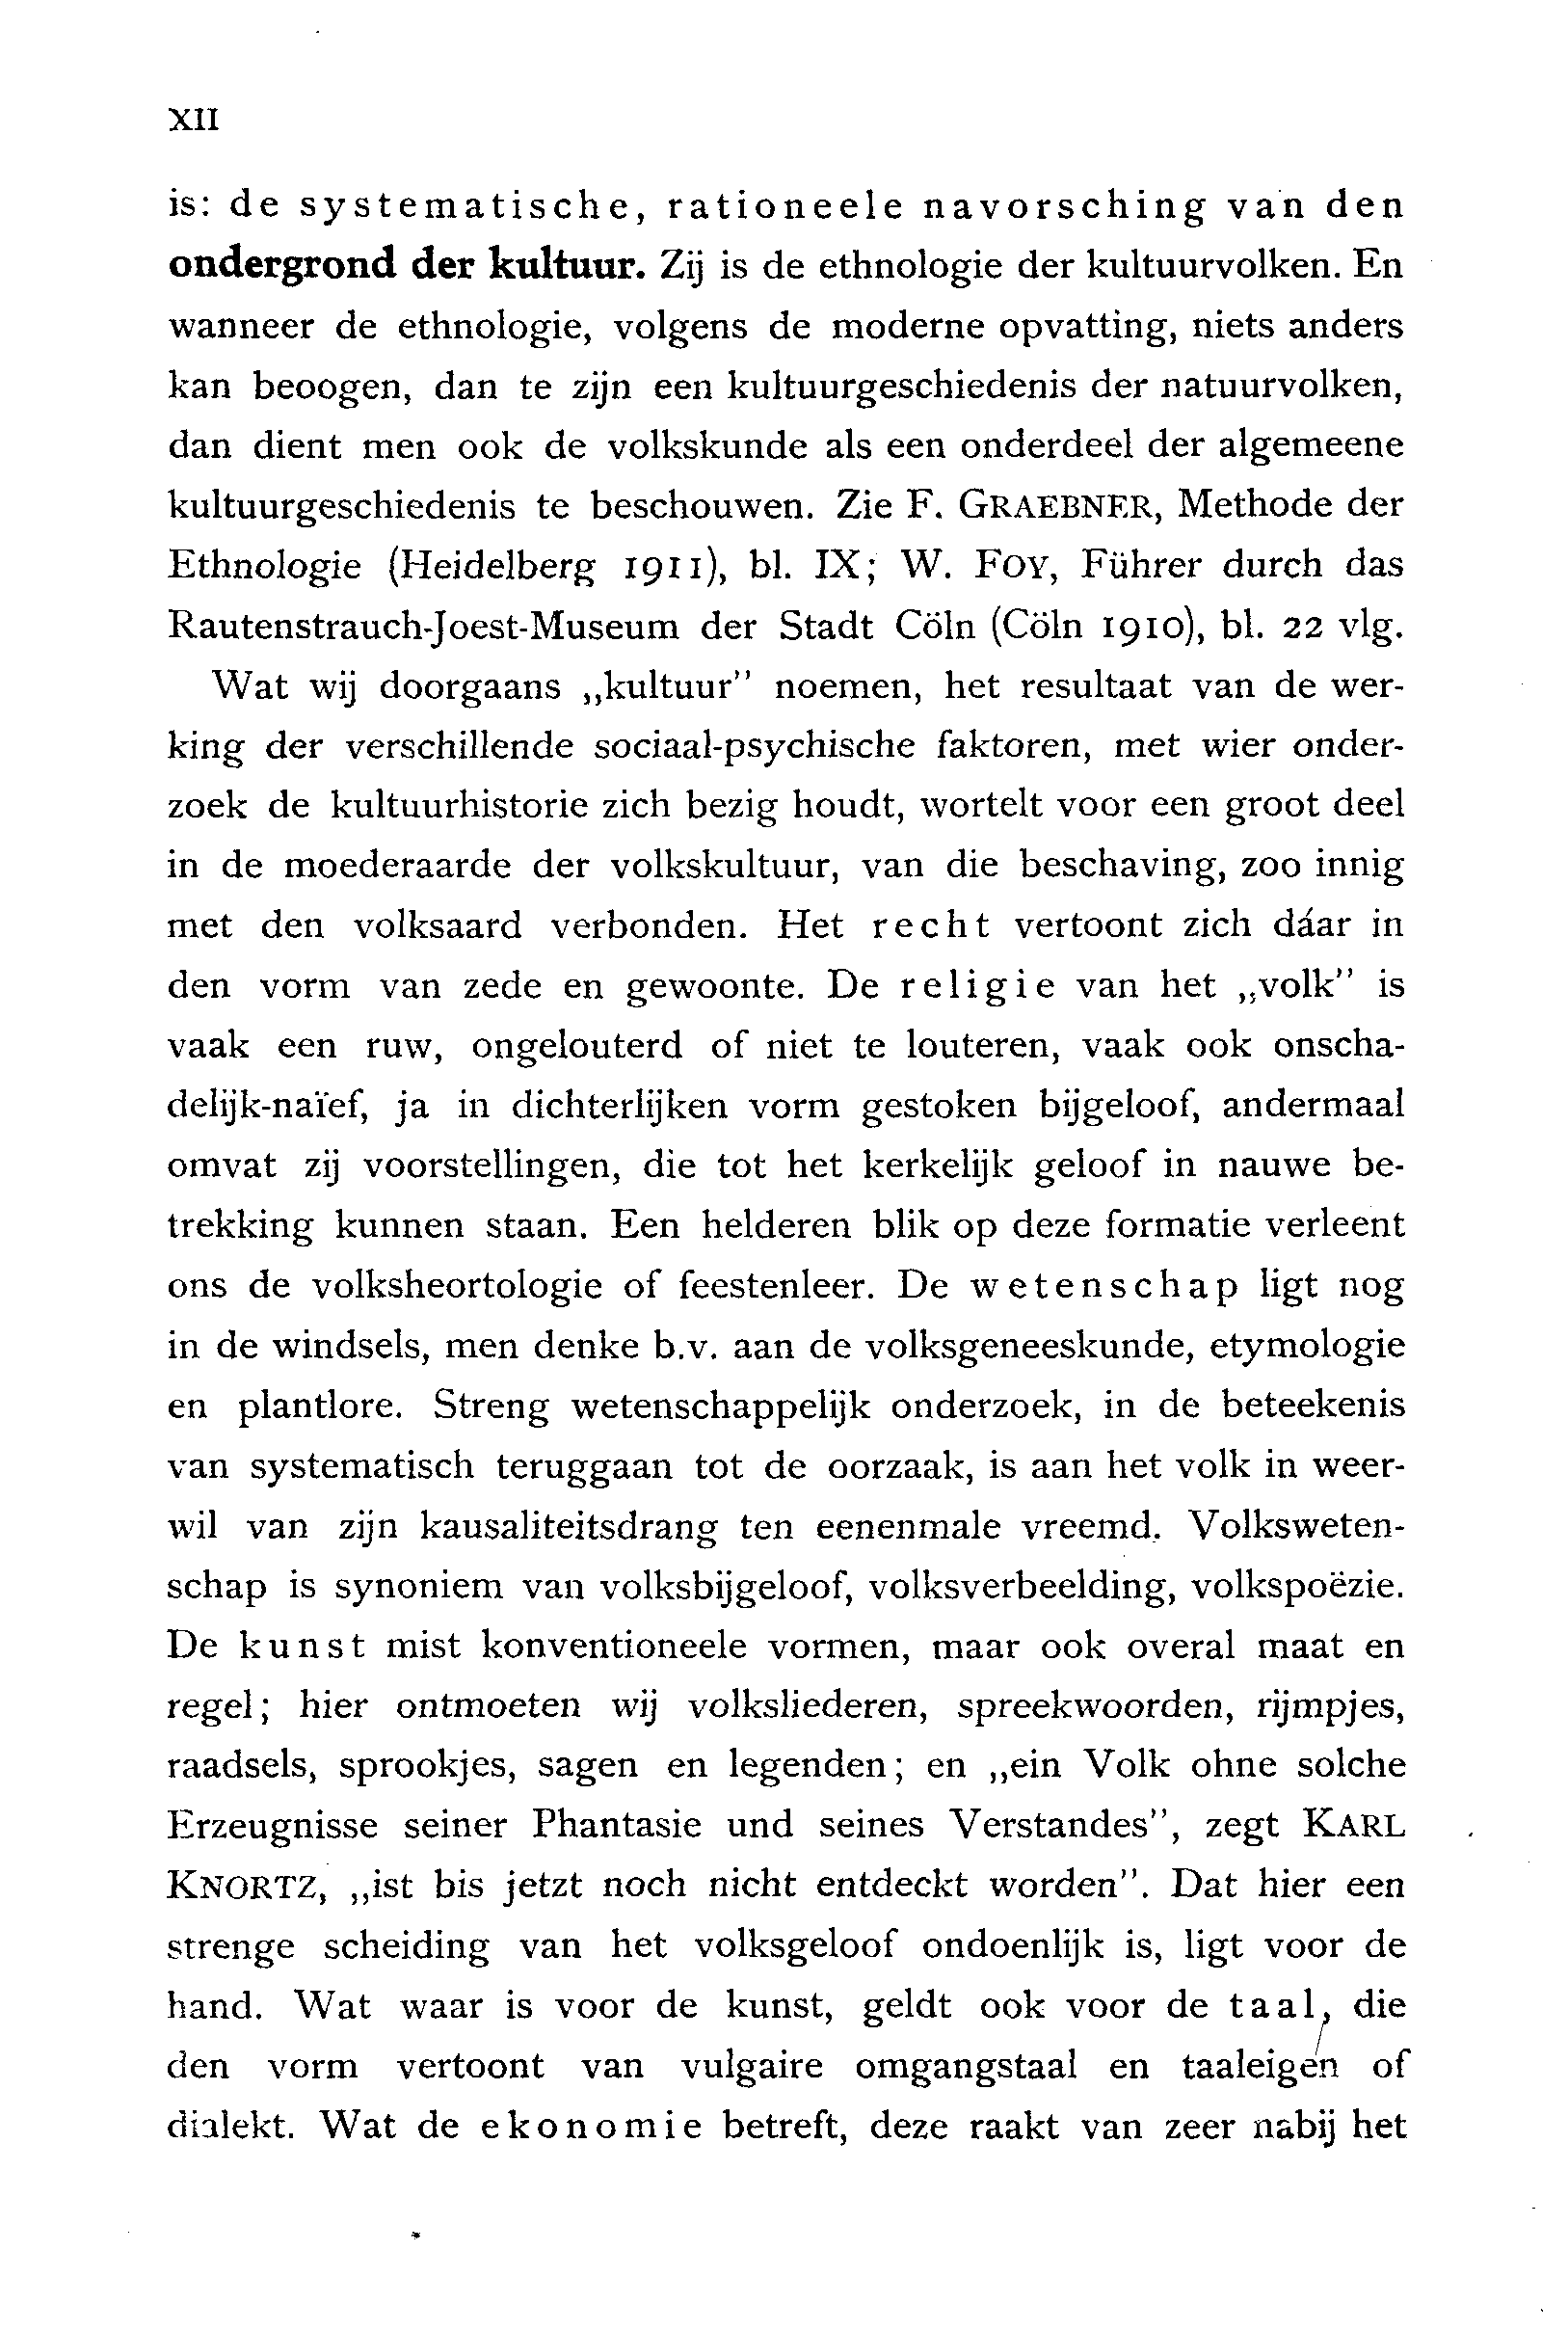 XII
is: de systematische, rationeele navorsching van den
ondergrond der kultuur. Zij is de ethnologie der kultuurvolken. En
wanneer de ethnologie, volgens de moderne opvatting, niets anders
kan beoogen, dan te zijn een kultuurgeschiedenis der natuurvolken,
dan dient men ook de volkskunde als een onderdeel der algemeene
kultuurgeschiedenis te beschouwen. Zie F. GRAEBNER, Methode der
Ethnologie (Heidelberg 1911), bl. IX; W. FOY, Führer durch das
Rautenstrauch-Joest-Museum der Stadt Cöln (Cöln 1910), bl. 22 vlg.
Wat wij doorgaans „kultuur” noemen, het resultaat van de wer-
king der verschillende sociaal-psychische faktoren, met wier onder-
zoek de kultuurhistorie zich bezig houdt, wortelt voor een groot deel
in de moederaarde der volkskultuur, van die beschaving, zoo innig
met den volksaard verbonden. Het recht vertoont zich dáar in
den vorm van zede en gewoonte. De religie van het „volk” is
vaak een ruw, ongelouterd of niet te louteren, vaak ook onscha-
delijk-naïef, ja in dichterlijken vorm gestoken bijgeloof, andermaal
omvat zij voorstellingen, die tot het kerkelijk geloof in nauwe be-
trekking kunnen staan. Een helderen blik op deze formatie verleent
ons de volksheortologie of feestenleer. De wetenschap ligt nog
in de windsels, men denke b.v. aan de volksgeneeskunde, etymologie
en plantlore. Streng wetenschappelijk onderzoek, in de beteekenis
van systematisch teruggaan tot de oorzaak, is aan het volk in weer-
wil van zijn kausaliteitsdrang ten eenenmale vreemd. Volksweten-
schap is synoniem van volksbijgeloof, volksverbeelding, volkspoëzie.
De kunst mist konventioneele vormen, maar ook overal maat en
regel; hier ontmoeten wij volksliederen, spreekwoorden, rijmpjes,
raadsels, sprookjes, sagen en legenden; en „ein Volk ohne solche
Erzeugnisse seiner Phantasie und seines Verstandes”, zegt KARL
KNORTZ, „ist bis jetzt noch nicht entdeckt worden”. Dat hier een
strenge scheiding van het volksgeloof ondoenlijk is, ligt voor de
hand. Wat waar is voor de kunst, geldt ook voor de taal, die
den vorm vertoont van vulgaire omgangstaal en taaleigen of
dialekt. Wat de ekonomie betreft, deze raakt van zeer nabij het